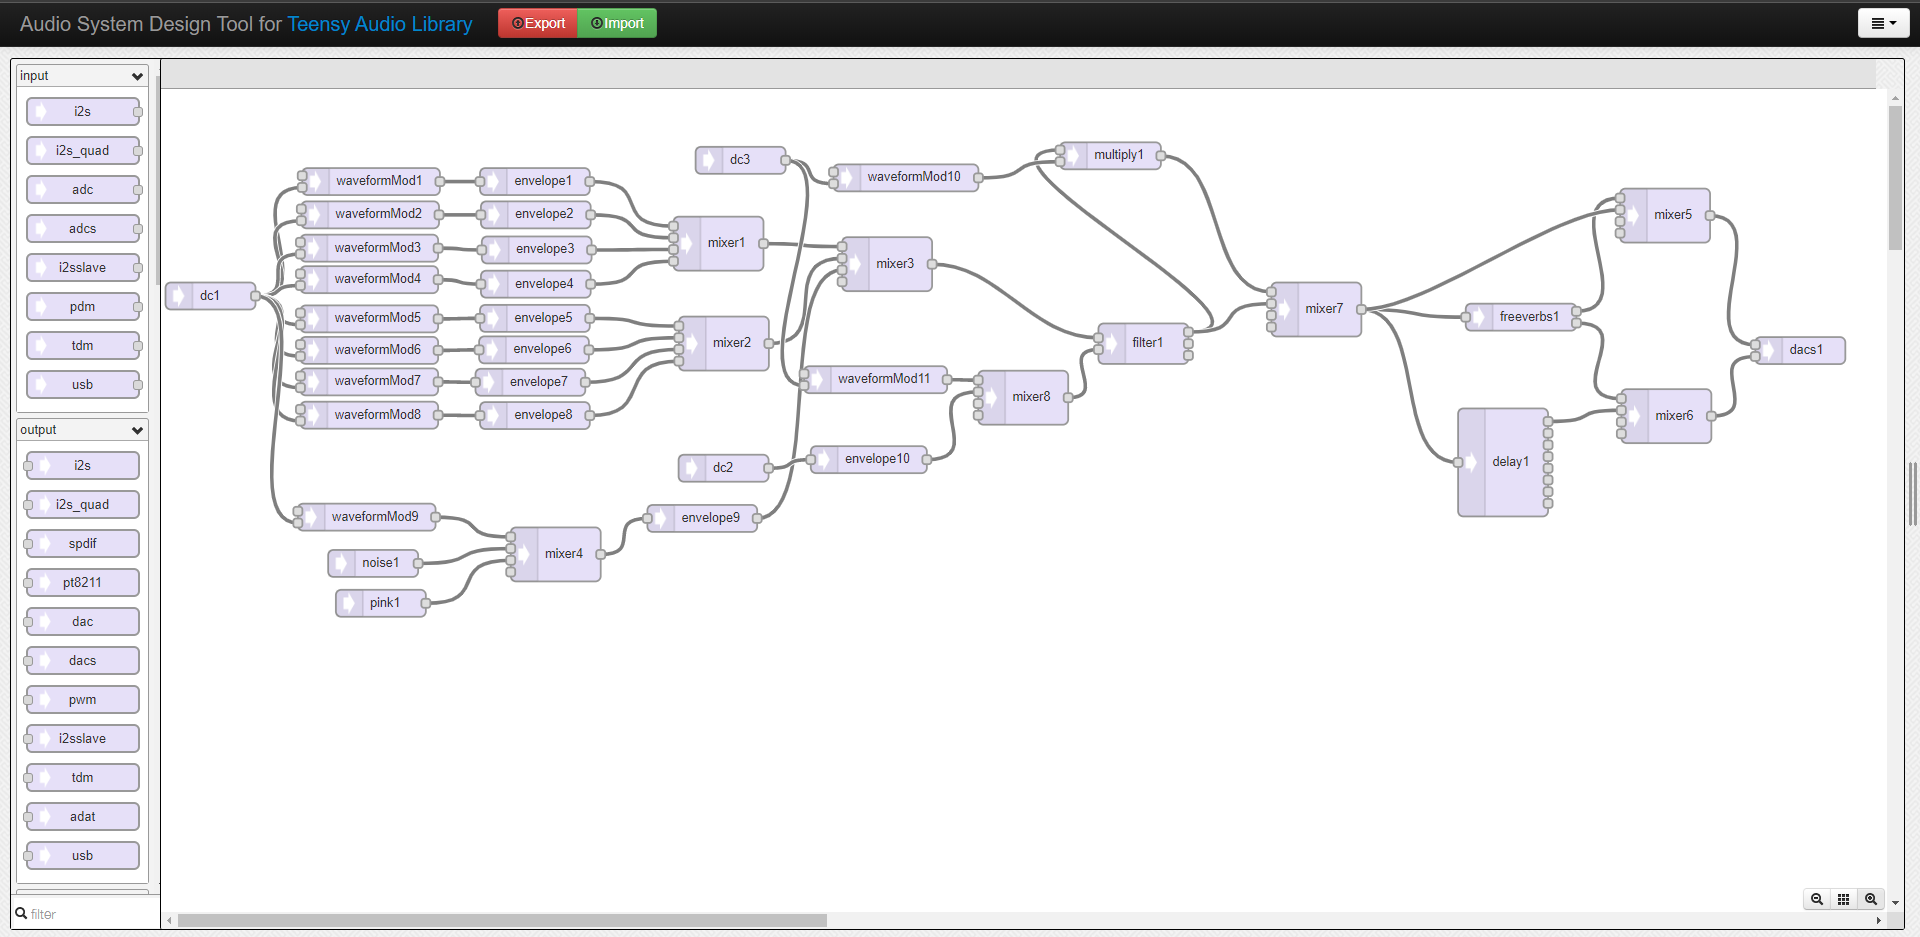 Audio System Design Tool for Teensy Audio Library
Export
Import
input
i2s
i2s_quad
adc
adcs
i2sslave
pdm
tdm
usb
output
i2s
i2s_quad
spdif
pt8211
dac
dacs
pwm
i2sslave
tdm
adat
usb
filter
dc1
waveformMod1
waveformMod2
waveformMod3
waveformMod4
waveformMod5
waveformMod6
waveformMod7
waveformMod8
waveformMod9
noise1
pink1
envelope1
envelope2
envelope3
envelope4
envelope5
envelope6
envelope7
envelope8
mixer4
mixer1
mixer2
dc3
dc2
envelope9
waveformMod10
mixer3
waveformMod11
envelope10
mixer8
multiply1
filter1
mixer7
freeverbs1
delay1
mixer5
mixer6
dacs1